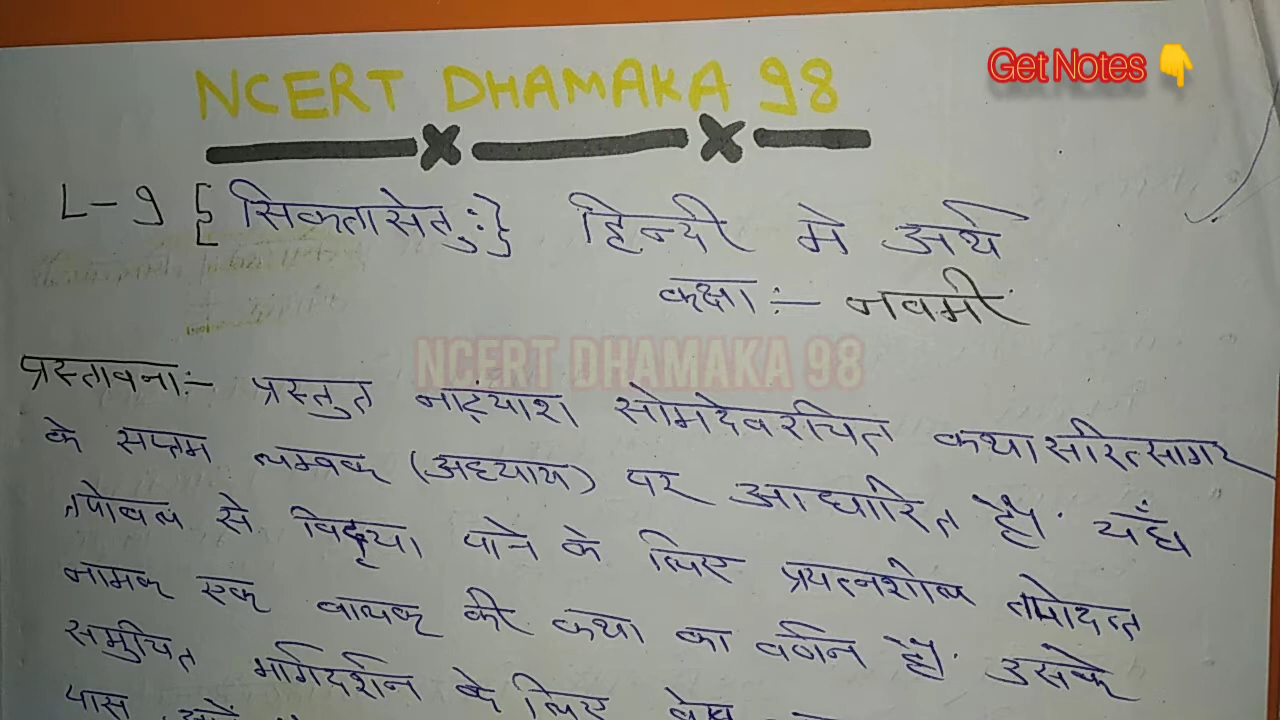 Get Notes 👇
NCERT DHAMAKA 98
L-9 [{सिकतासेतु:}] हिन्दी मे अर्थ
कक्षा :- नवमी
NCERT DHAMAKA 98
प्रस्तावना:- प्रस्तुत नाट्यांश सोमदेवरचित कथासरित्सागर
के सप्तम लम्बक (अध्याय) पर आधारित है। यहाँ
तपोबल से विद्या पाने के लिए प्रयत्नशील तपोदत्त
नामक एक बालक की कथा का वर्णन है। उसके
समुचित मार्गदर्शन के लिए
पास